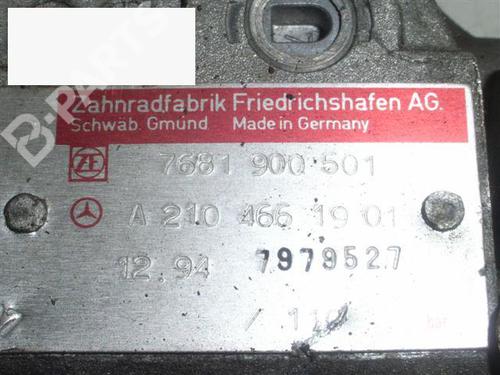 B-PARTS
Zahnradfabrik Friedrichshafen AG.
Schwäb. Gmünd Made in Germany
ZF 7681 900 501
A 210 466 19 01
12.94 7979527
/ 110 bar